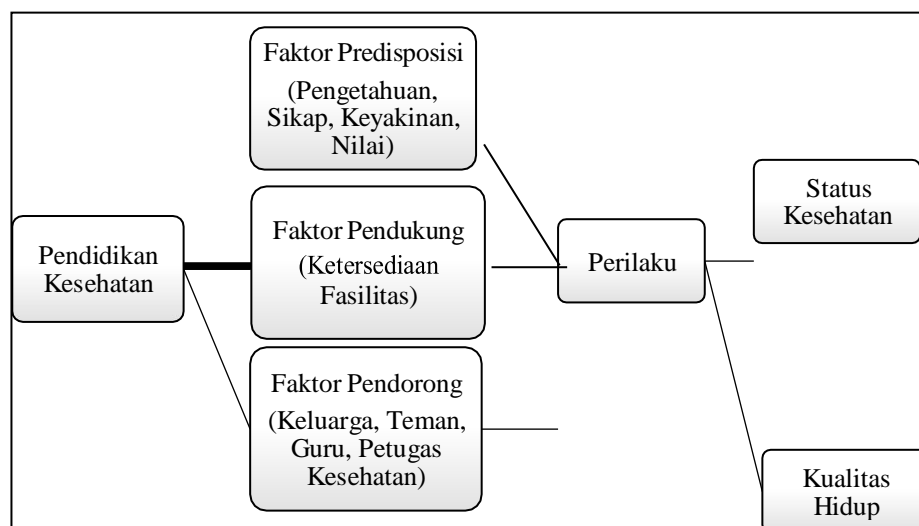 Pendidikan
Kesehatan
Faktor Predisposisi
(Pengetahuan,
Sikap, Keyakinan,
Nilai)
Faktor Pendukung
(Ketersediaan
Fasilitas)
Faktor Pendorong
(Keluarga, Teman,
Guru, Petugas
Kesehatan)
Perilaku
Status
Kesehatan
Kualitas
Hidup